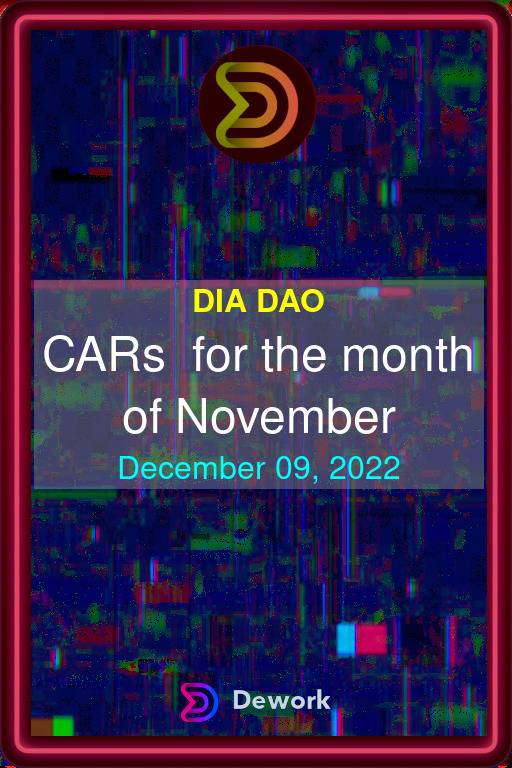 DIA DAO
CARs  for the month
of November
December 09, 2022
Dework